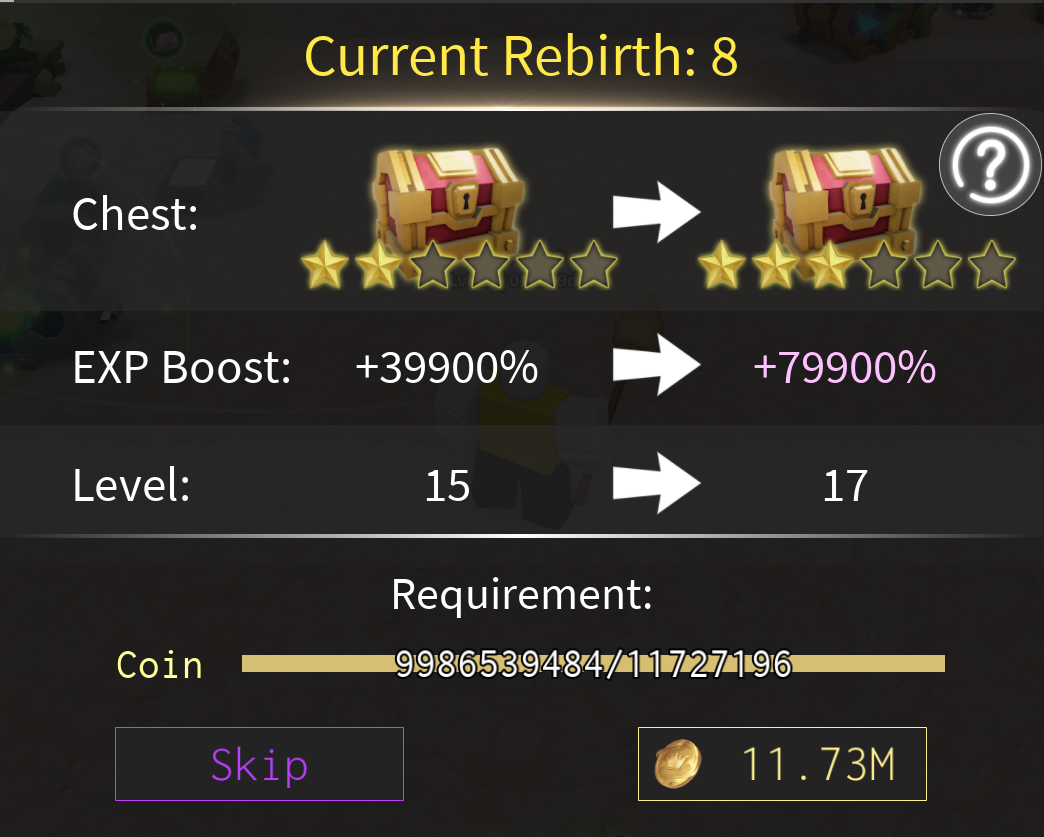 Current Rebirth: 8
?
Chest:
EXP Boost: +39900% +79900%
Level: 15 17
Requirement:
Coin 9986539484/11727196
Skip 11.73M